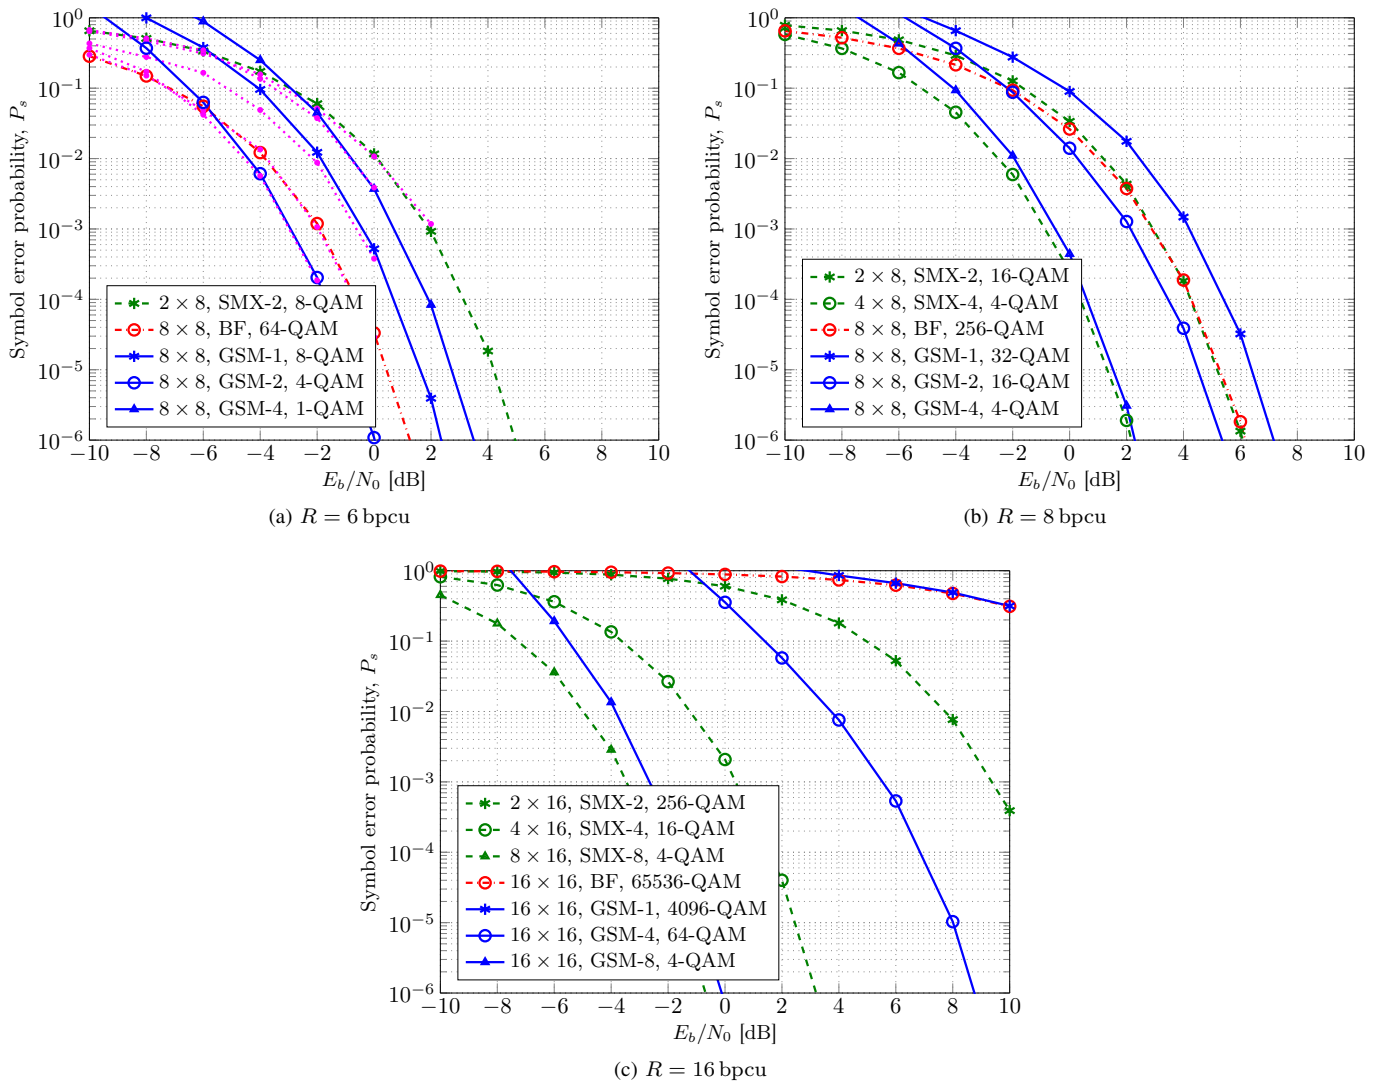 10^0
10^-1
10^-2
10^-3
10^-4
10^-5
10^-6
Symbol error probability, P_s
2 × 8, SMX-2, 8-QAM
8 × 8, BF, 64-QAM
8 × 8, GSM-1, 8-QAM
8 × 8, GSM-2, 4-QAM
8 × 8, GSM-4, 1-QAM
−10 −8 −6 −4 −2 0 2 4 6 8 10
E_b/N_0 [dB]
(a) R = 6 bpcu
10^0
10^-1
10^-2
10^-3
10^-4
10^-5
10^-6
Symbol error probability, P_s
2 × 8, SMX-2, 16-QAM
4 × 8, SMX-4, 4-QAM
8 × 8, BF, 256-QAM
8 × 8, GSM-1, 32-QAM
8 × 8, GSM-2, 16-QAM
8 × 8, GSM-4, 4-QAM
−10 −8 −6 −4 −2 0 2 4 6 8 10
E_b/N_0 [dB]
(b) R = 8 bpcu
10^0
10^-1
10^-2
10^-3
10^-4
10^-5
10^-6
Symbol error probability, P_s
2 × 16, SMX-2, 256-QAM
4 × 16, SMX-4, 16-QAM
8 × 16, SMX-8, 4-QAM
16 × 16, BF, 65536-QAM
16 × 16, GSM-1, 4096-QAM
16 × 16, GSM-4, 64-QAM
16 × 16, GSM-8, 4-QAM
−10 −8 −6 −4 −2 0 2 4 6 8 10
E_b/N_0 [dB]
(c) R = 16 bpcu